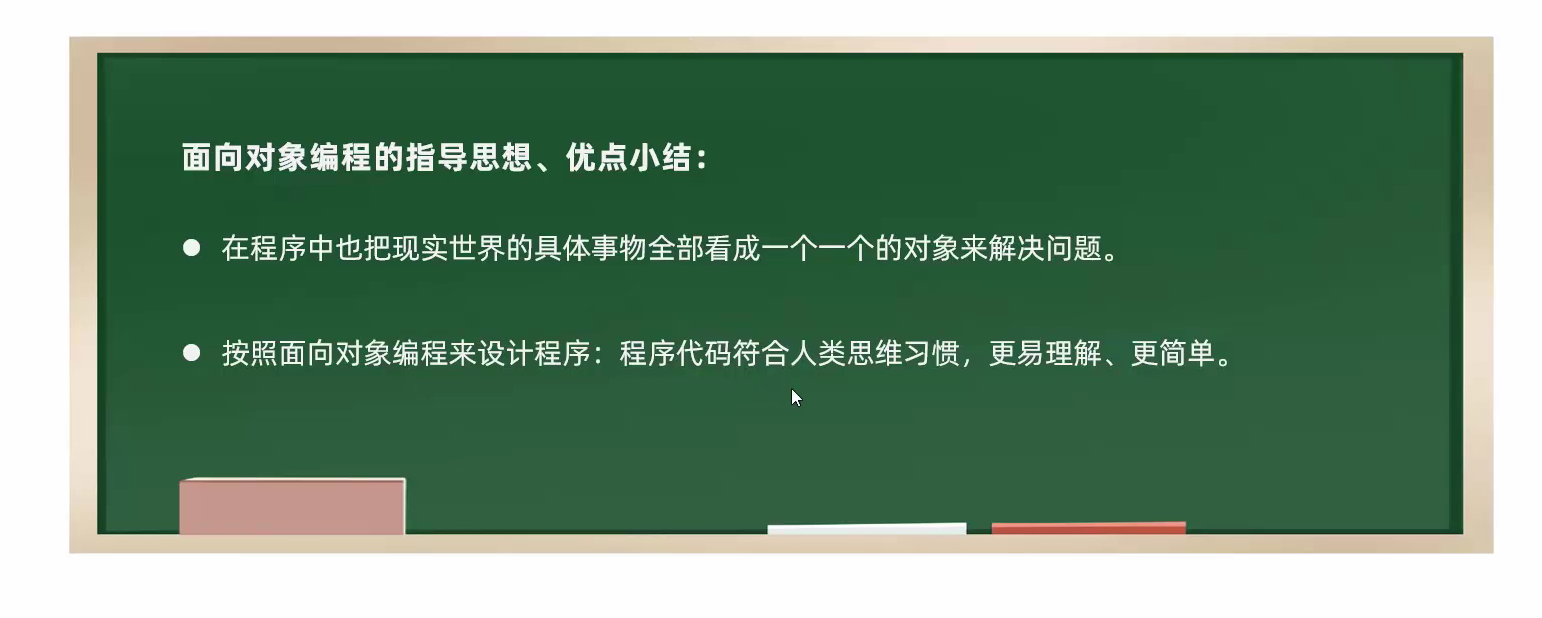 面向对象编程的指导思想、优点小结：
● 在程序中也把现实世界的具体事物全部看成一个一个的对象来解决问题。
● 按照面向对象编程来设计程序：程序代码符合人类思维习惯，更易理解、更简单。